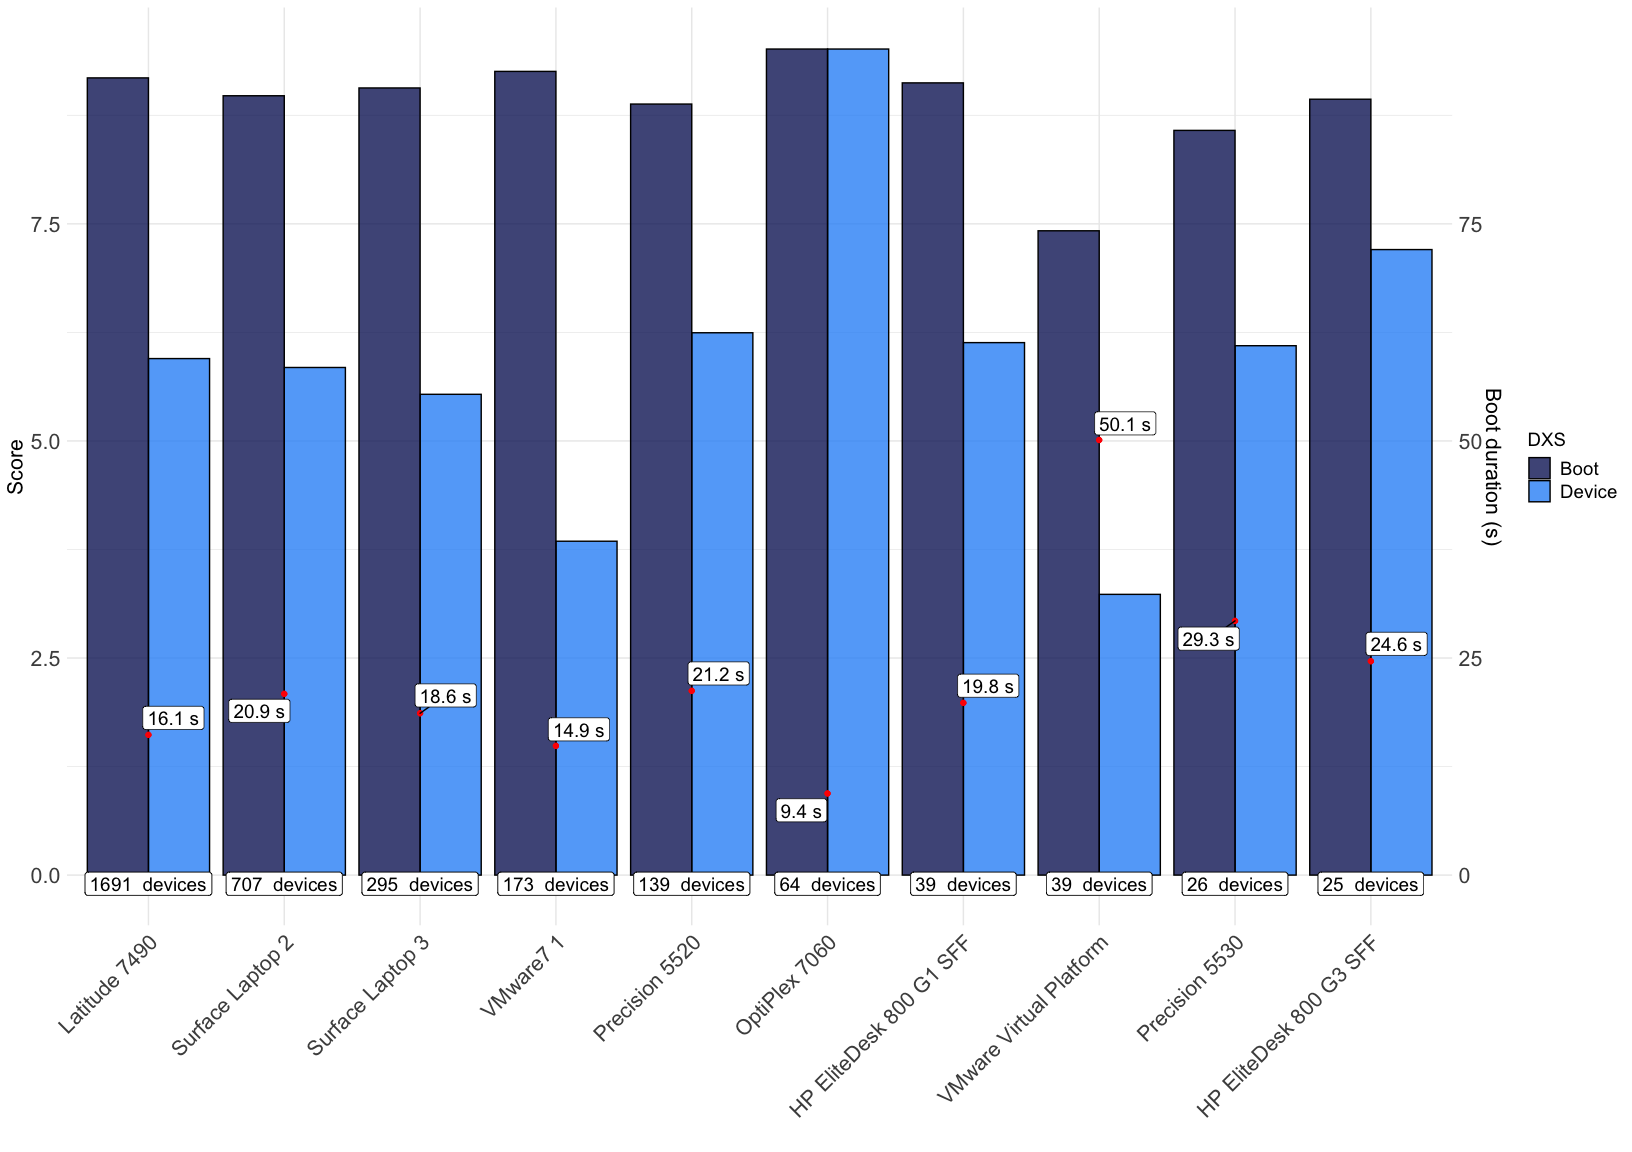 7.5
5.0
2.5
0.0
Score
75
50
25
0
Boot duration (s)
DXS
Boot
Device
16.1 s
20.9 s
18.6 s
14.9 s
21.2 s
9.4 s
19.8 s
50.1 s
29.3 s
24.6 s
1691 devices
707 devices
295 devices
173 devices
139 devices
64 devices
39 devices
39 devices
26 devices
25 devices
Latitude 7490
Surface Laptop 2
Surface Laptop 3
VMware7 1
Precision 5520
OptiPlex 7060
HP EliteDesk 800 G1 SFF
VMware Virtual Platform
Precision 5530
HP EliteDesk 800 G3 SFF